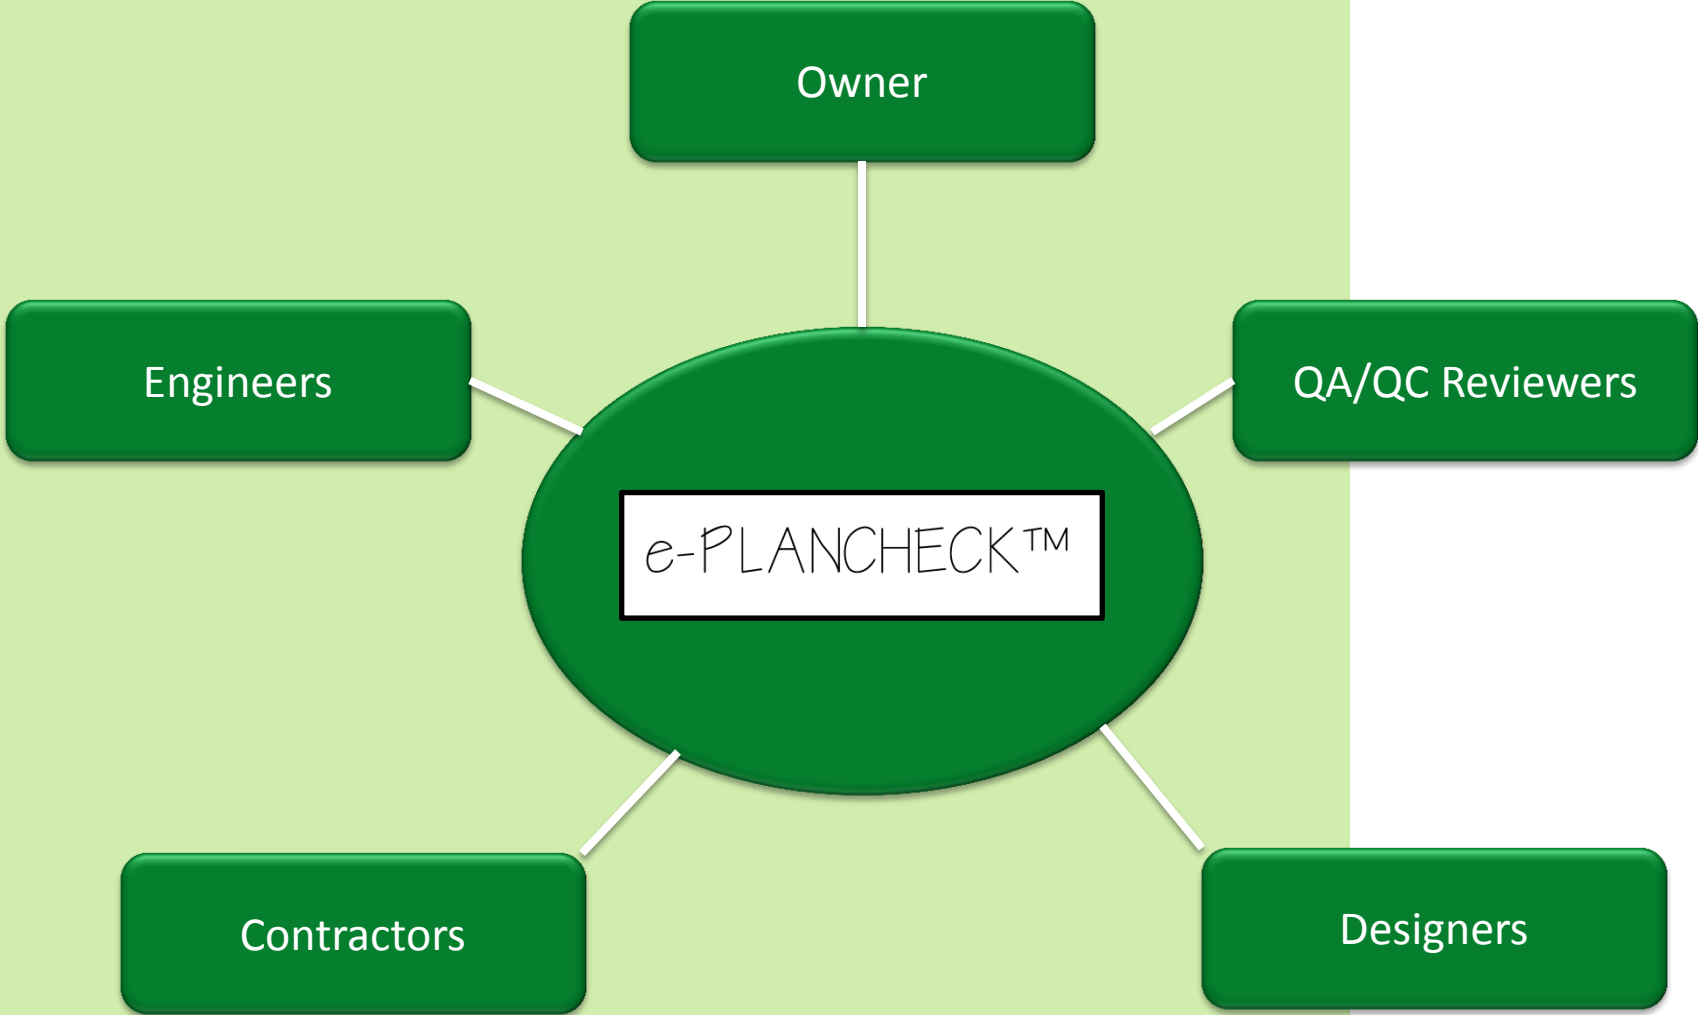 Owner
Engineers
QA/QC Reviewers
e-PLANCHECK™
Contractors
Designers